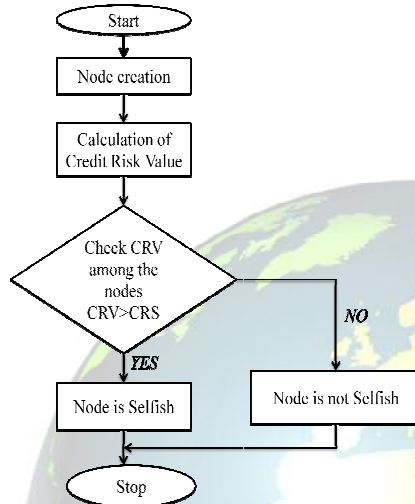 Start
Node creation
Calculation of
Credit Risk Value
Check CRV
among the
nodes
CRV>CRS
NO
YES
Node is Selfish
Node is not Selfish
Stop